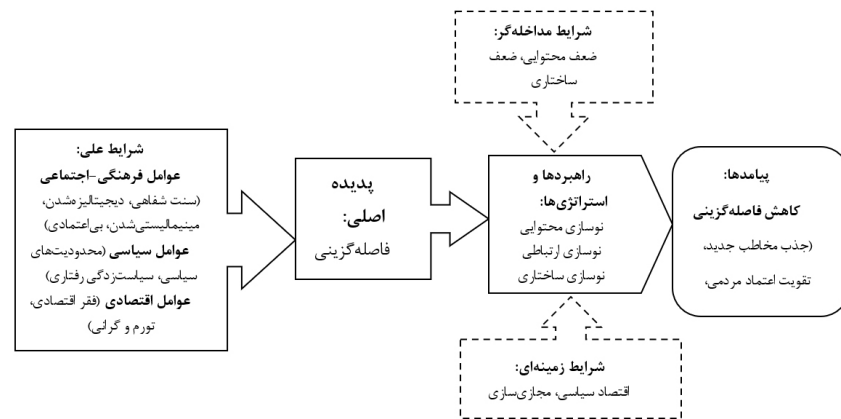 شرایط مداخله‌گر:
ضعف محتوایی، ضعف
ساختاری
شرایط علی:
عوامل فرهنگی-اجتماعی
(سنت شفاهی، دیجیتالیزه‌شدن،
مینیمالیستی‌شدن، بی‌اعتمادی)
عوامل سیاسی (محدودیت‌های
سیاسی، سیاست‌زدگی رفتاری)
عوامل اقتصادی (فقر اقتصادی،
تورم و گرانی)
پدیده
اصلی:
فاصله‌گزینی
راهبردها و
استراتژی‌ها:
نوسازی محتوایی
نوسازی ارتباطی
نوسازی ساختاری
پیامدها:
کاهش فاصله‌گزینی
(جذب مخاطب جدید،
تقویت اعتماد مردمی،
شرایط زمینه‌ای:
اقتصاد سیاسی، مجازی‌سازی